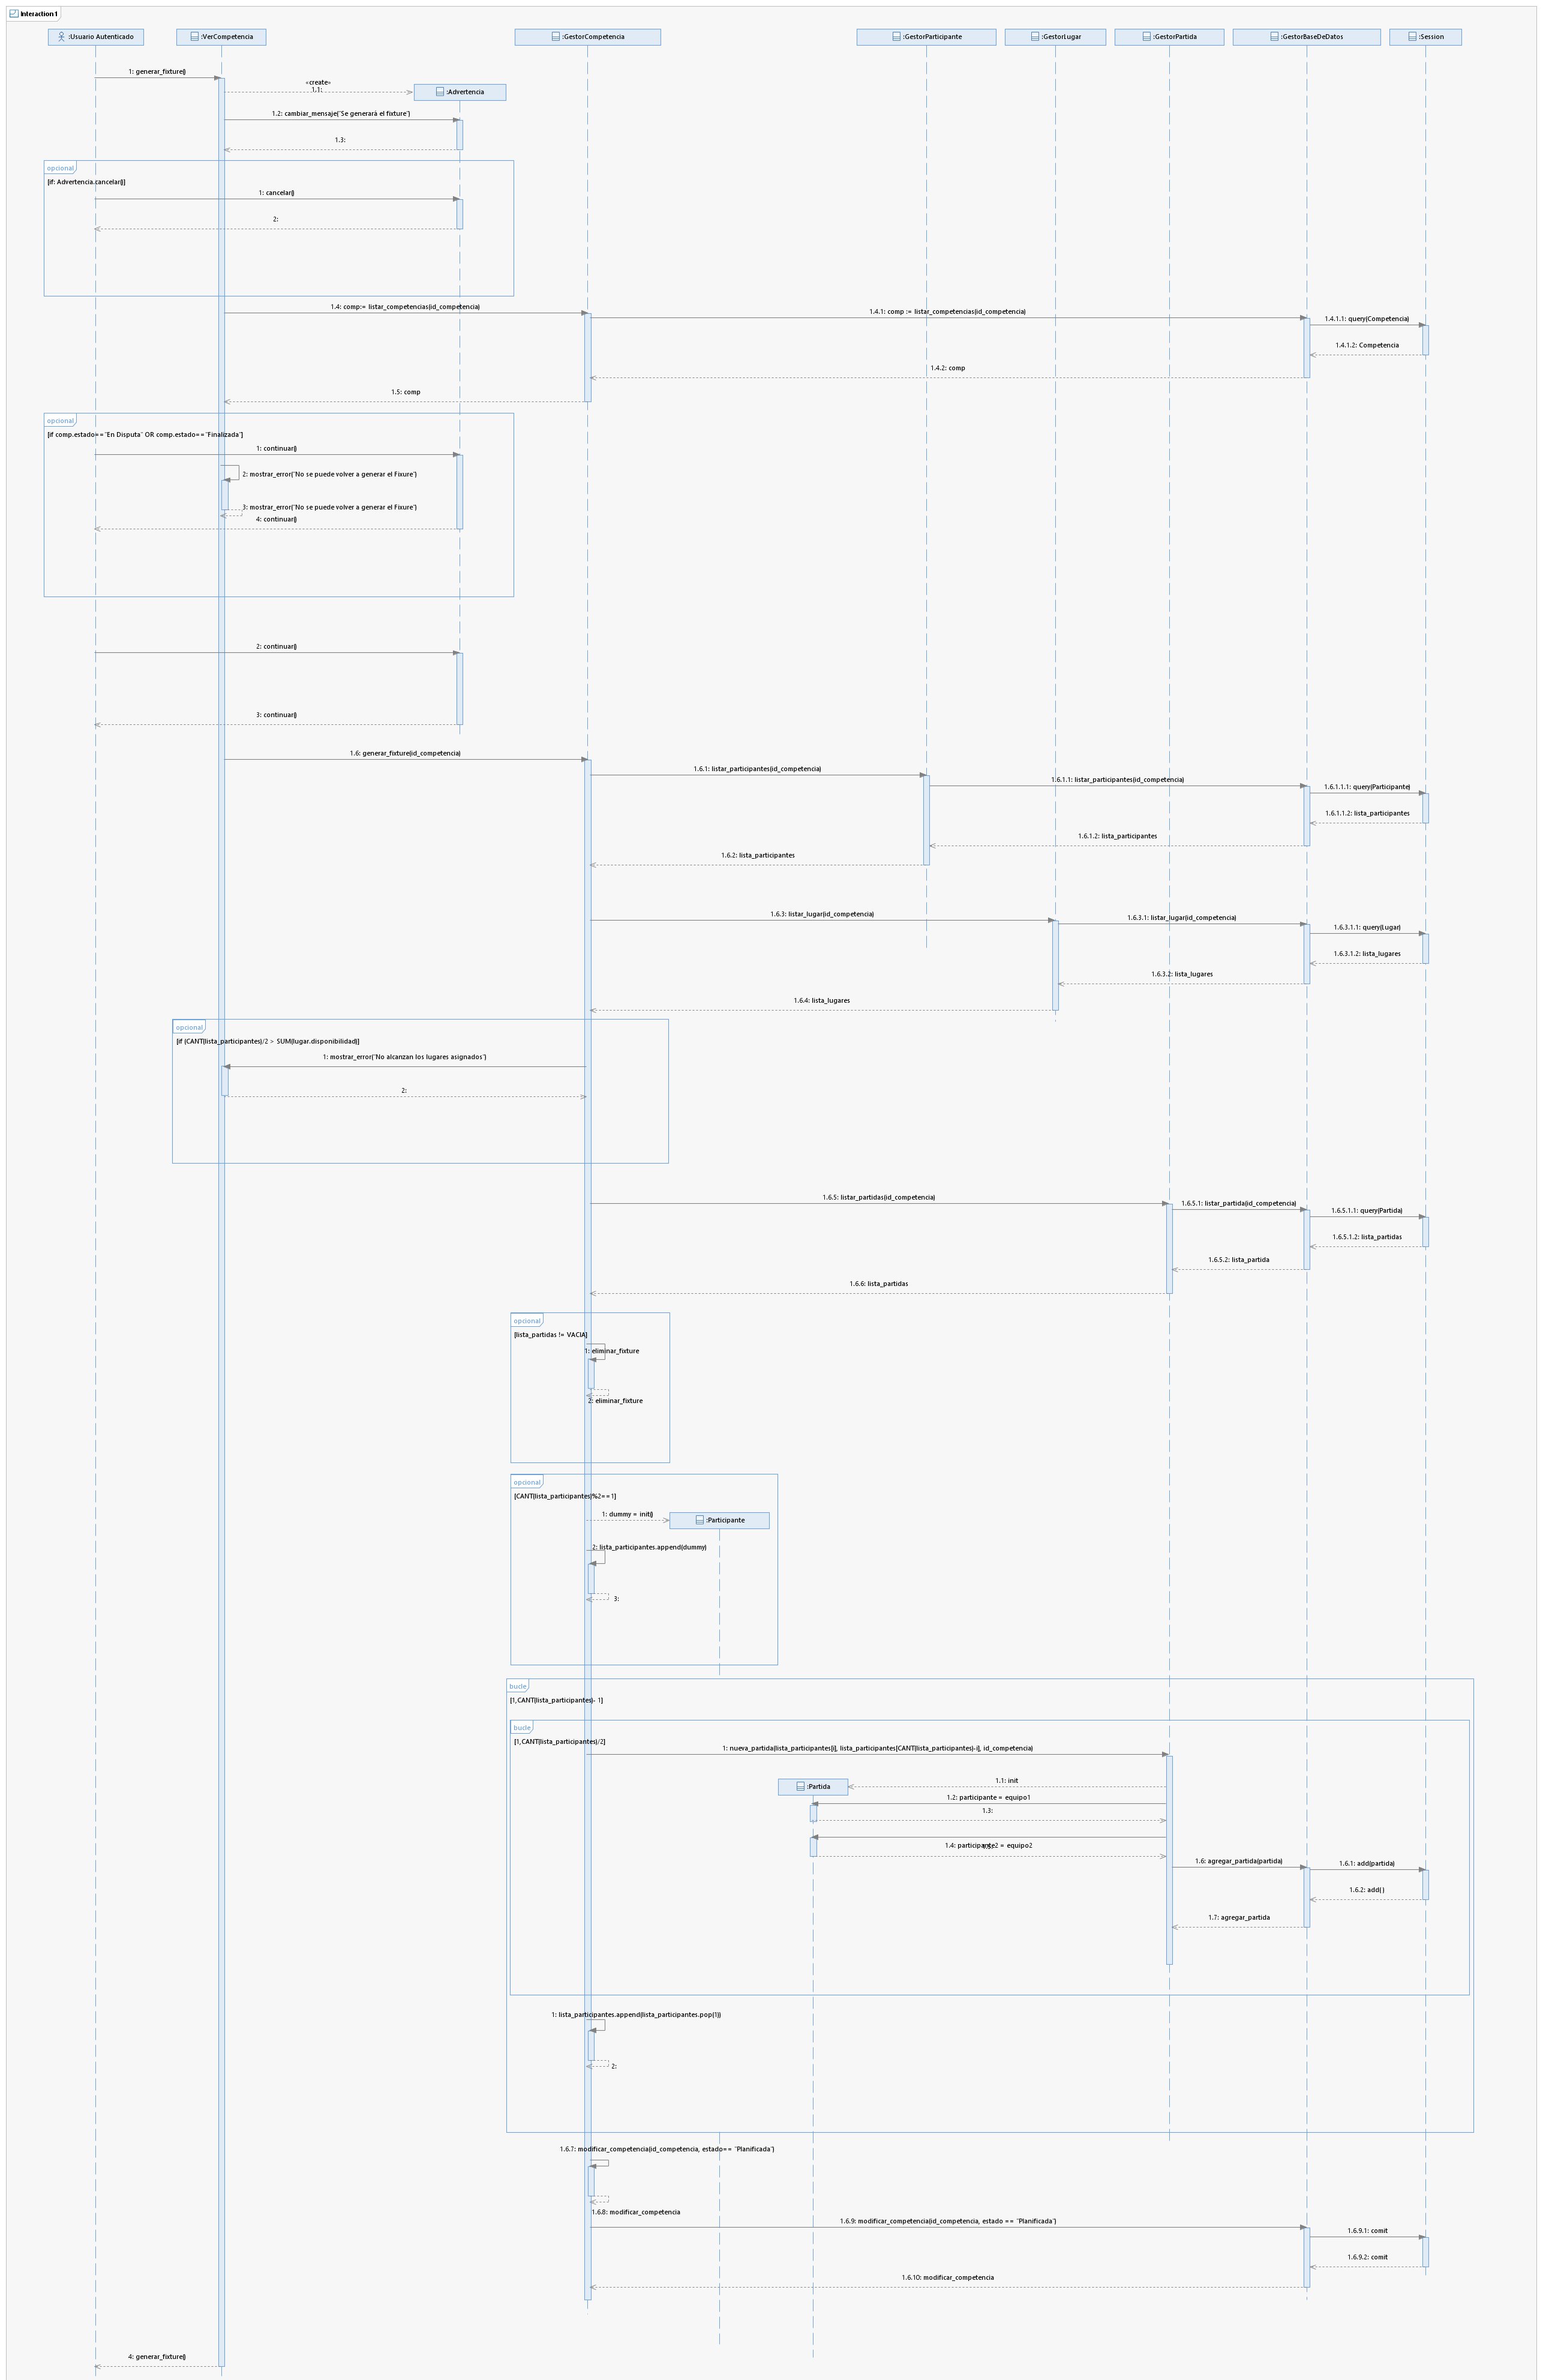 Interaction1
:Usuario Autenticado
:VerCompetencia
:GestorCompetencia
:GestorParticipante
:GestorLugar
:GestorPartida
:GestorBaseDeDatos
:Session
1: generar_fixture()
«create»
1.1:
:Advertencia
1.2: cambiar_mensaje("Se generará el fixture")
1.3:
opcional
[if: Advertencia.cancelar()]
1: cancelar()
2:
1.4: comp:= listar_competencias(id_competencia)
1.4.1: comp := listar_competencias(id_competencia)
1.4.1.1: query(Competencia)
1.4.1.2: Competencia
1.4.2: comp
1.5: comp
opcional
[if comp.estado=="En Disputa" OR comp.estado=="Finalizada"]
1: continuar()
2: mostrar_error("No se puede volver a generar el Fixure")
3: mostrar_error("No se puede volver a generar el Fixure")
4: continuar()
2: continuar()
3: continuar()
1.6: generar_fixture(id_competencia)
1.6.1: listar_participantes(id_competencia)
1.6.1.1: listar_participantes(id_competencia)
1.6.1.1.1: query(Participante)
1.6.1.1.2: lista_participantes
1.6.1.2: lista_participantes
1.6.2: lista_participantes
1.6.3: listar_lugar(id_competencia)
1.6.3.1: listar_lugar(id_competencia)
1.6.3.1.1: query(Lugar)
1.6.3.1.2: lista_lugares
1.6.3.2: lista_lugares
1.6.4: lista_lugares
opcional
[if (CANT(lista_participantes)/2 > SUM(lugar.disponibilidad)]
1: mostrar_error("No alcanzan los lugares asignados")
2:
1.6.5: listar_partidas(id_competencia)
1.6.5.1: listar_partida(id_competencia)
1.6.5.1.1: query(Partida)
1.6.5.1.2: lista_partidas
1.6.5.2: lista_partida
1.6.6: lista_partidas
opcional
[lista_partidas != VACIA]
1: eliminar_fixture
2: eliminar_fixture
opcional
[CANT(lista_participantes)%2==1]
1: dummy = init()
:Participante
2: lista_participantes.append(dummy)
3:
bucle
[1,CANT(lista_participantes)- 1]
bucle
[1,CANT(lista_participantes)/2]
1: nueva_partida(lista_participantes[i], lista_participantes[CANT(lista_participantes)-i], id_competencia)
1.1: init
:Partida
1.2: participante = equipo1
1.3:
1.4: participante2 = equipo2
1.6: agregar_partida(partida)
1.6.1: add(partida)
1.6.2: add()
1.7: agregar_partida
1: lista_participantes.append(lista_participantes.pop(1))
2:
1.6.7: modificar_competencia(id_competencia, estado== "Planificada")
1.6.8: modificar_competencia
1.6.9: modificar_competencia(id_competencia, estado == "Planificada")
1.6.9.1: comit
1.6.9.2: comit
1.6.10: modificar_competencia
4: generar_fixture()